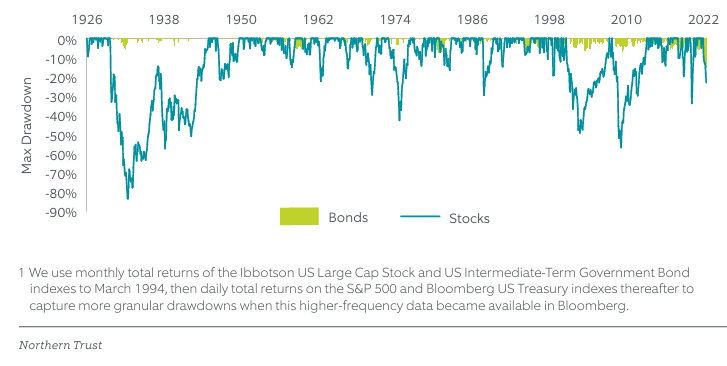 1926 1938 1950 1962 1974 1986 1998 2010 2022
0%
-10%
-20%
-30%
-40%
-50%
-60%
-70%
-80%
-90%
Max Drawdown
Bonds Stocks
1 We use monthly total returns of the Ibbotson US Large Cap Stock and US Intermediate-Term Government Bond
indexes to March 1994, then daily total returns on the S&P 500 and Bloomberg US Treasury indexes thereafter to
capture more granular drawdowns when this higher-frequency data became available in Bloomberg.
Northern Trust